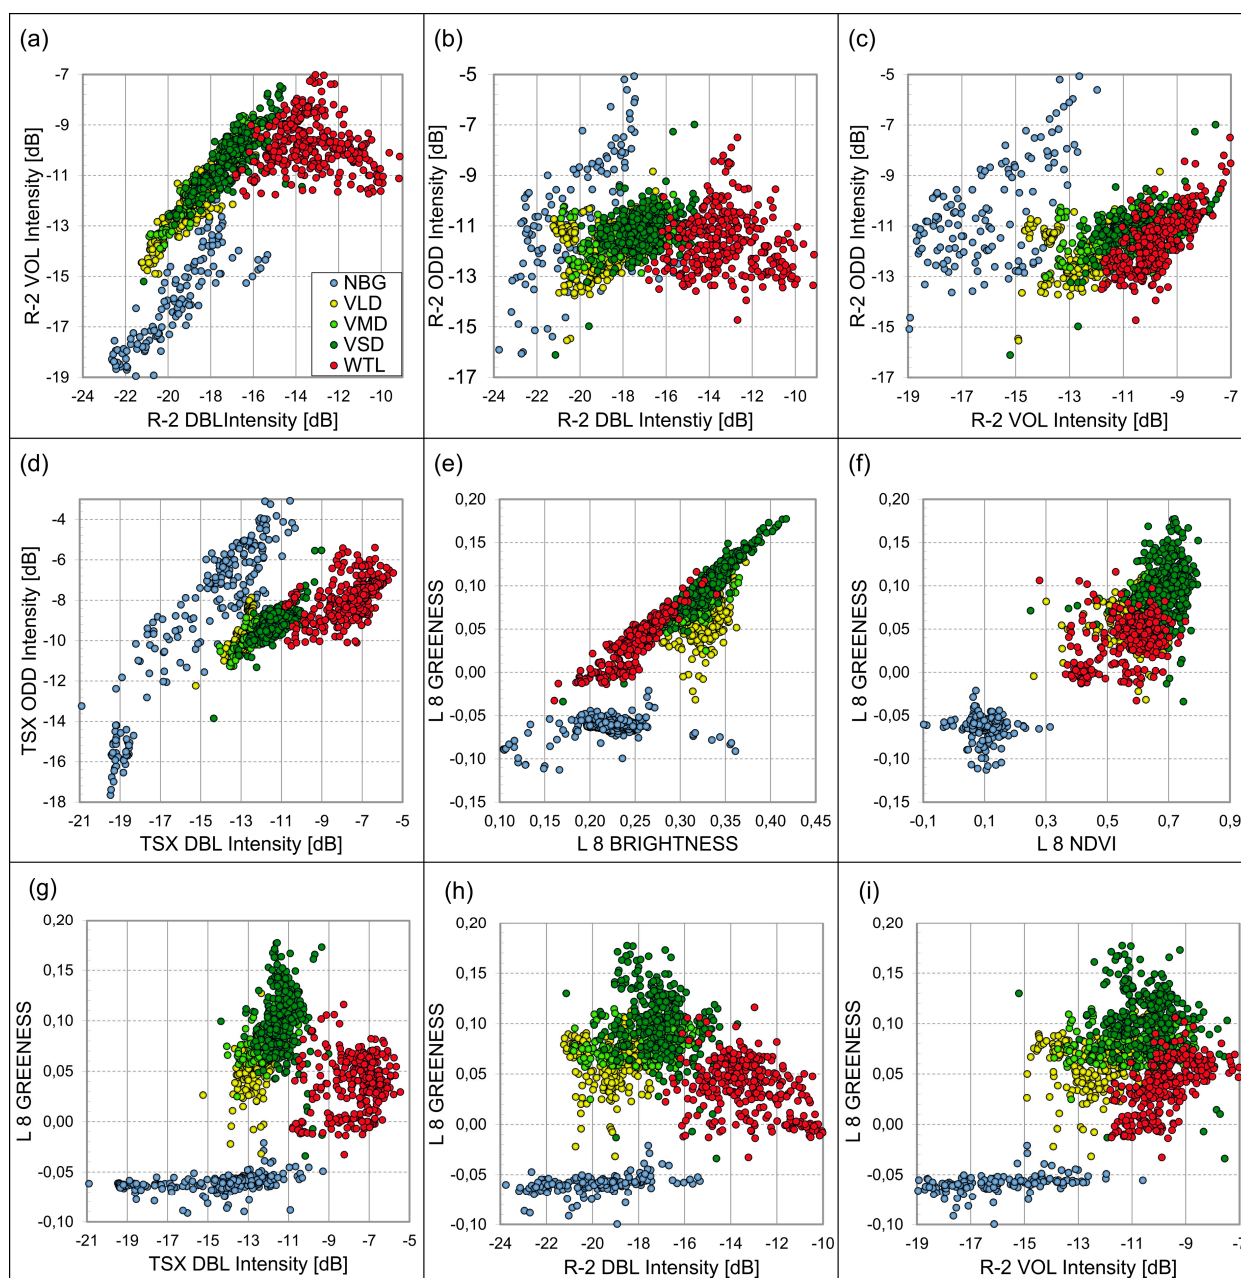 (a)
-7
-9
-11
-13
-15
-17
-19
R-2 VOL Intensity [dB]
NBG
VLD
VMD
VSD
WTL
-24 -22 -20 -18 -16 -14 -12 -10
R-2 DBLIntensity [dB]
(b)
-5
-7
-9
-11
-13
-15
-17
R-2 ODD Intensity [dB]
-24 -22 -20 -18 -16 -14 -12 -10
R-2 DBL Intenstiy [dB]
(c)
-5
-7
-9
-11
-13
-15
-17
R-2 ODD Intensity [dB]
-19 -17 -15 -13 -11 -9 -7
R-2 VOL Intensity [dB]
(d)
-4
-6
-8
-10
-12
-14
-16
-18
TSX ODD Intensity [dB]
-21 -19 -17 -15 -13 -11 -9 -7 -5
TSX DBL Intensity [dB]
(e)
0,20
0,15
0,10
0,05
0,00
-0,05
-0,10
-0,15
L 8 GREENESS
0,10 0,15 0,20 0,25 0,30 0,35 0,40 0,45
L 8 BRIGHTNESS
(f)
0,20
0,15
0,10
0,05
0,00
-0,05
-0,10
-0,15
L 8 GREENESS
-0,1 0,1 0,3 0,5 0,7 0,9
L 8 NDVI
(g)
0,20
0,15
0,10
0,05
0,00
-0,05
-0,10
L 8 GREENESS
-21 -19 -17 -15 -13 -11 -9 -7 -5
TSX DBL Intensity [dB]
(h)
0,20
0,15
0,10
0,05
0,00
-0,05
-0,10
L 8 GREENESS
-24 -22 -20 -18 -16 -14 -12 -10
R-2 DBL Intensity [dB]
(i)
0,20
0,15
0,10
0,05
0,00
-0,05
-0,10
L 8 GREENESS
-19 -17 -15 -13 -11 -9 -7
R-2 VOL Intensity [dB]